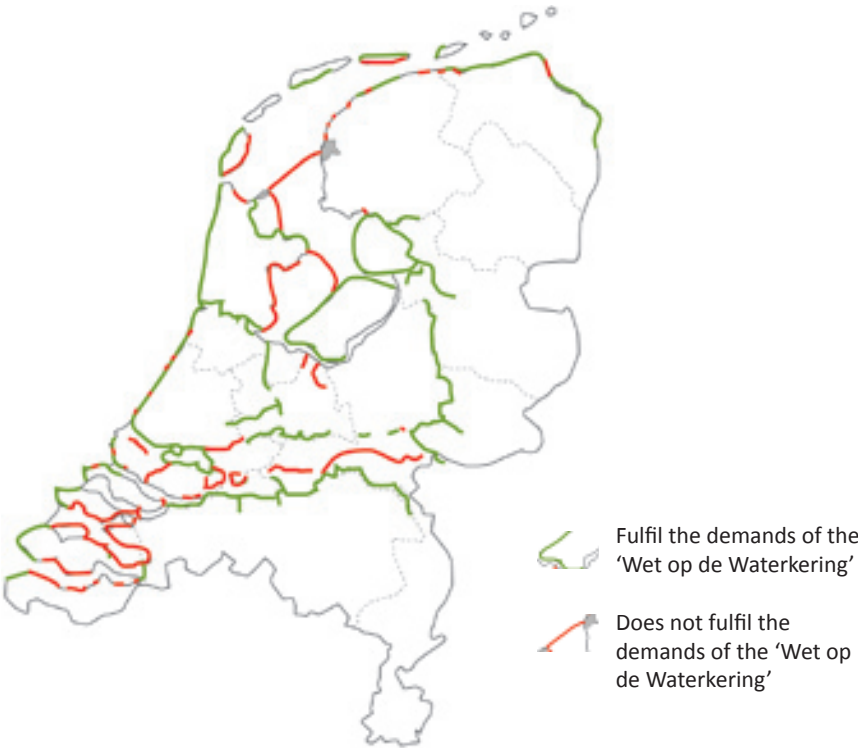 Fulfil the demands of the
‘Wet op de Waterkering’
Does not fulfil the
demands of the ‘Wet op
de Waterkering’